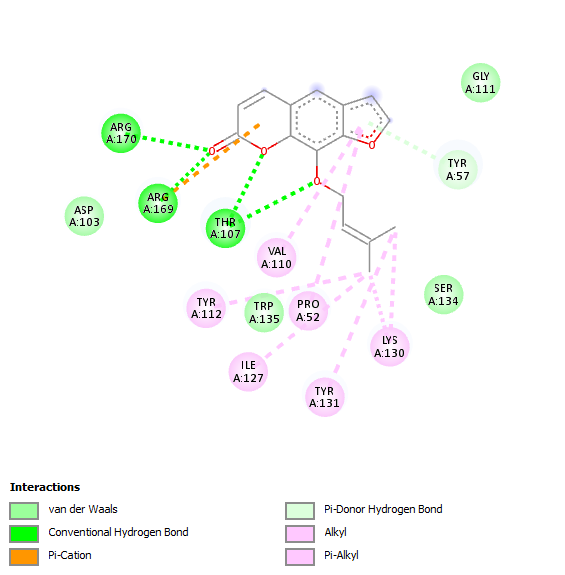 GLY
A:111
ARG
A:170
O
O
O
O
TYR
A:57
ARG
A:169
ASP
A:103
THR
A:107
VAL
A:110
SER
A:134
TYR
A:112
TRP
A:135
PRO
A:52
LYS
A:130
ILE
A:127
TYR
A:131
Interactions
van der Waals
Conventional Hydrogen Bond
Pi-Cation
Pi-Donor Hydrogen Bond
Alkyl
Pi-Alkyl